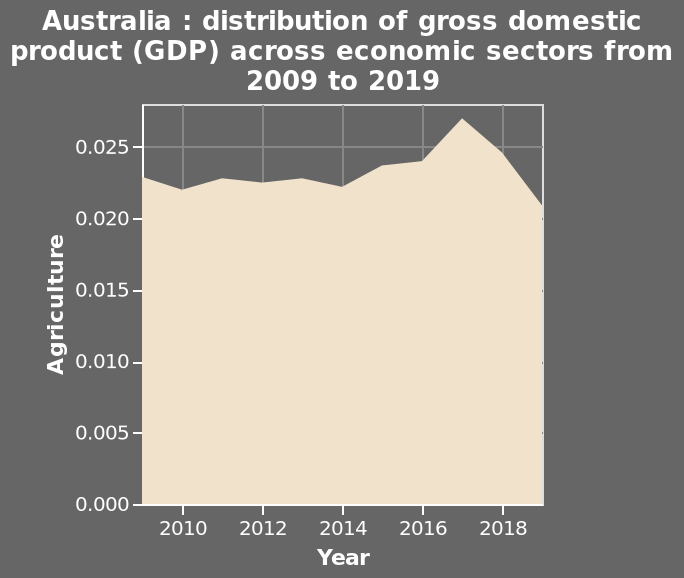 Australia : distribution of gross domestic
product (GDP) across economic sectors from
2009 to 2019
0.025
0.020
0.015
0.010
0.005
0.000
Agriculture
2010 2012 2014 2016 2018
Year